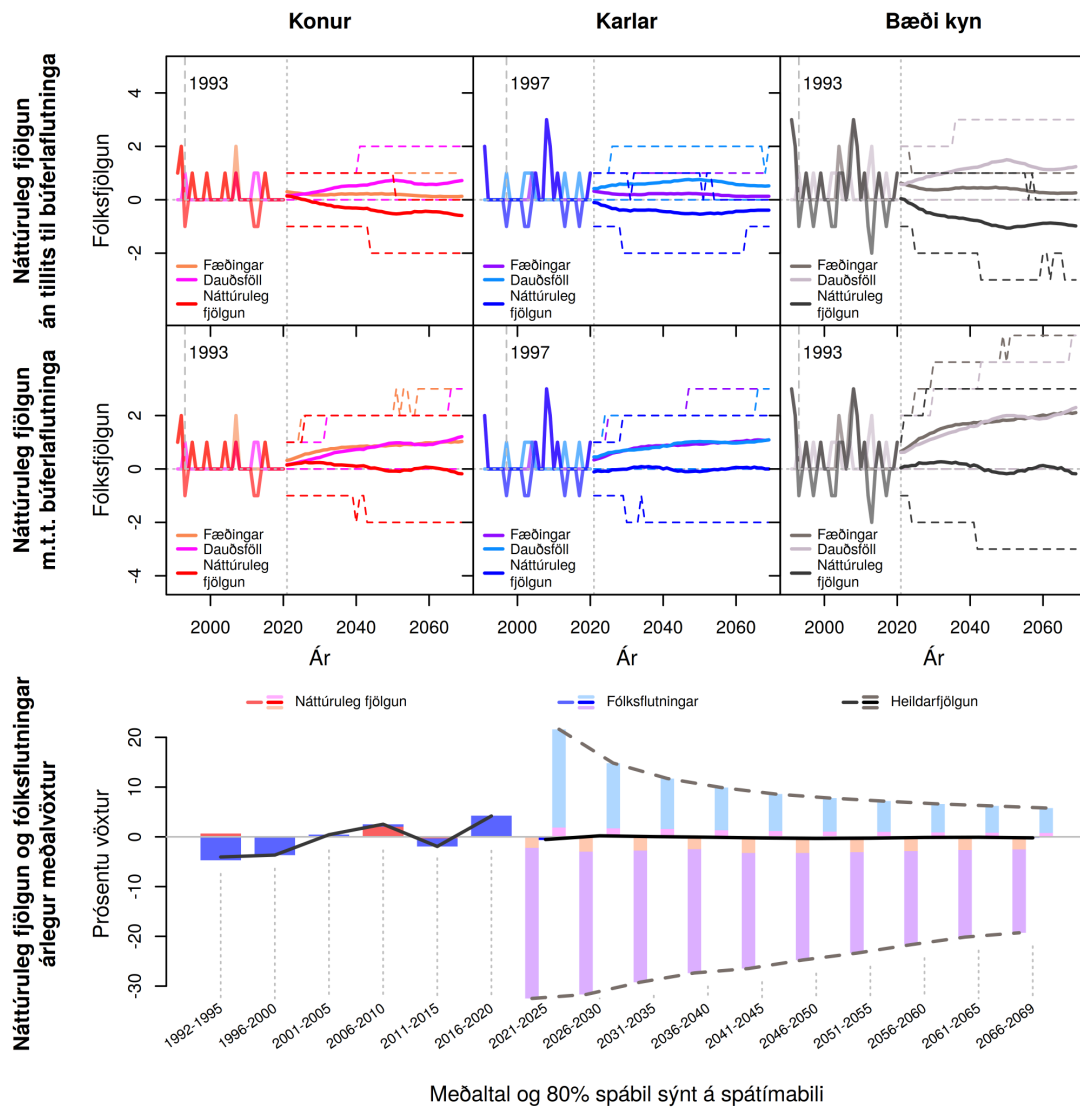 Konur
Karlar
Bæði kyn
Náttúruleg fjölgun
án tillits til búferlaflutninga
Fólksfjölgun
4
2
0
-2
1993
Fæðingar
Dauðsföll
Náttúruleg
fjölgun
1997
Fæðingar
Dauðsföll
Náttúruleg
fjölgun
1993
Fæðingar
Dauðsföll
Náttúruleg
fjölgun
Náttúruleg fjölgun
m.t.t. búferlaflutninga
Fólksfjölgun
2
0
-2
-4
1993
Fæðingar
Dauðsföll
Náttúruleg
fjölgun
1997
Fæðingar
Dauðsföll
Náttúruleg
fjölgun
1993
Fæðingar
Dauðsföll
Náttúruleg
fjölgun
2000 2020 2040 2060
2000 2020 2040 2060
2000 2020 2040 2060
Ár
Ár
Ár
Náttúruleg fjölgun og fólksflutningar
árlegur meðalvöxtur
Prósentu vöxtur
Náttúruleg fjölgun
Fólksflutningar
Heildarfjölgun
20
10
0
-10
-20
-30
1992-1995
1996-2000
2001-2005
2006-2010
2011-2015
2016-2020
2021-2025
2026-2030
2031-2035
2036-2040
2041-2045
2046-2050
2051-2055
2056-2060
2061-2065
2066-2069
Meðaltal og 80% spábil sýnt á spátímabili